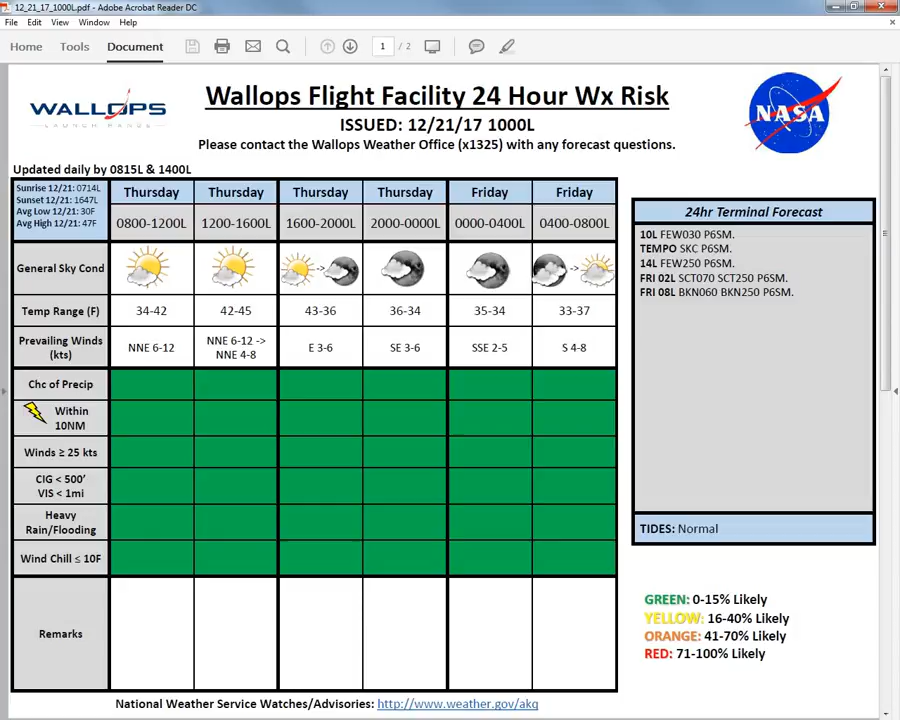 12_21_17_1000L.pdf - Adobe Acrobat Reader DC
File Edit View Window Help
Home Tools Document 1 / 2
WALLOPS
LAUNCH RANGE
Wallops Flight Facility 24 Hour Wx Risk
ISSUED: 12/21/17 1000L
Please contact the Wallops Weather Office (x1325) with any forecast questions.
NASA
Updated daily by 0815L & 1400L
Sunrise 12/21: 0714L
Sunset 12/21: 1647L
Avg Low 12/21: 30F
Avg High 12/21: 47F
Thursday Thursday Thursday Thursday Friday Friday
0800-1200L 1200-1600L 1600-2000L 2000-0000L 0000-0400L 0400-0800L
General Sky Cond -> ->
Temp Range (F) 34-42 42-45 43-36 36-34 35-34 33-37
Prevailing Winds
(kts)
NNE 6-12
NNE 6-12 ->
NNE 4-8
E 3-6 SE 3-6 SSE 2-5 S 4-8
Chc of Precip
Within
10NM
Winds ≥ 25 kts
CIG < 500'
VIS < 1mi
Heavy
Rain/Flooding
Wind Chill ≤ 10F
Remarks
24hr Terminal Forecast
10L FEW030 P6SM.
TEMPO SKC P6SM.
14L FEW250 P6SM.
FRI 02L SCT070 SCT250 P6SM.
FRI 08L BKN060 BKN250 P6SM.
TIDES: Normal
GREEN: 0-15% Likely
YELLOW: 16-40% Likely
ORANGE: 41-70% Likely
RED: 71-100% Likely
National Weather Service Watches/Advisories: http://www.weather.gov/akq